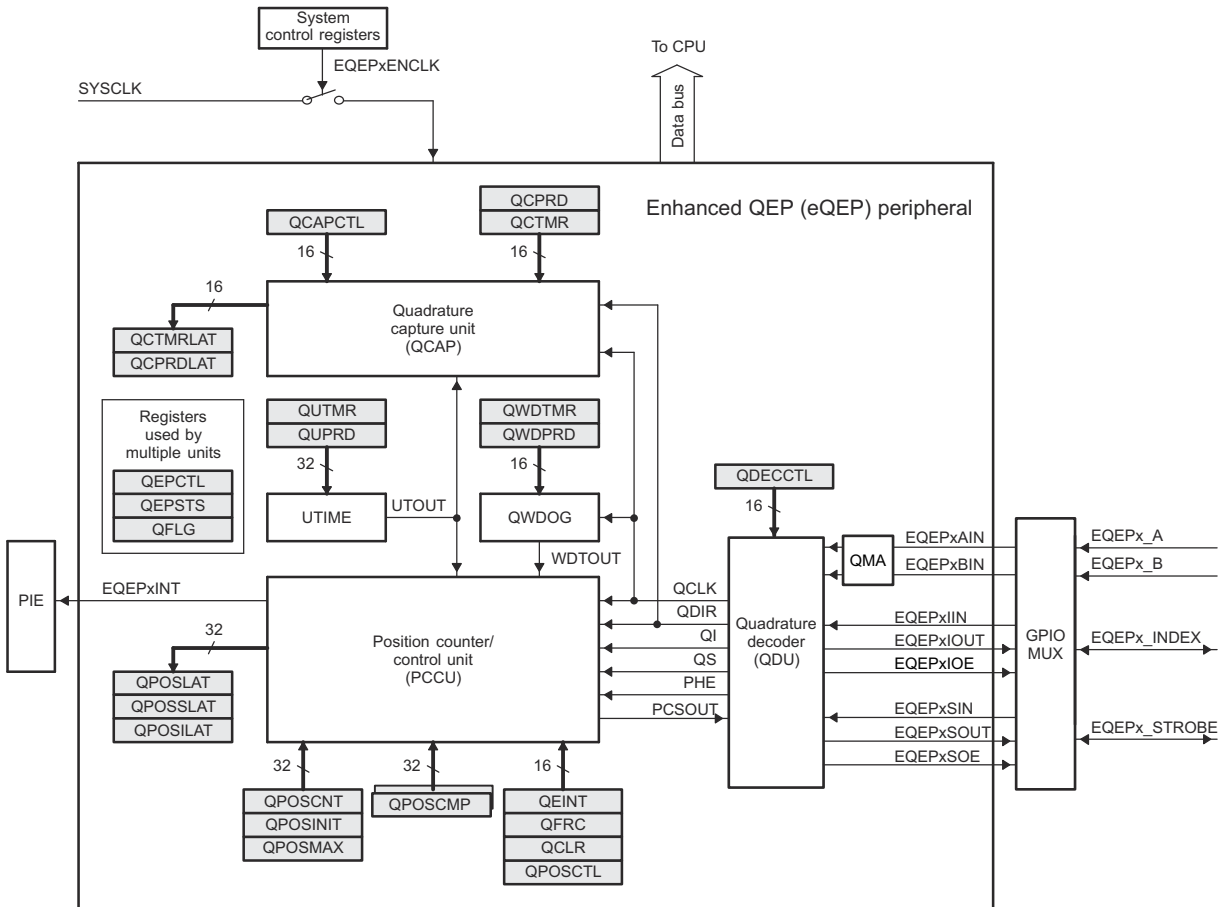 System
control registers
To CPU
EQEPxENCLK
SYSCLK
Data bus
Enhanced QEP (eQEP) peripheral
QCAPCTL
QCPRD
QCTMR
16
16
16
Quadrature
capture unit
(QCAP)
QCTMRLAT
QCPRDLAT
Registers
used by
multiple units
QEPCTL
QEPSTS
QFLG
QUTMR
QUPRD
QWDTMR
QWDPRD
32
16
UTIME
UTOUT
QWDOG
WDTOUT
QDECCTL
16
EQEPxAIN
EQEPxBIN
QMA
EQEPx_A
EQEPx_B
PIE
EQEPxINT
Position counter/
control unit
(PCCU)
QCLK
QDIR
QI
QS
PHE
PCSOUT
Quadrature
decoder
(QDU)
EQEPxIIN
EQEPxIOUT
EQEPxIOE
EQEPxSIN
EQEPxSOUT
EQEPxSOE
GPIO
MUX
EQEPx_INDEX
EQEPx_STROBE
32
QPOSLAT
QPOSSLAT
QPOSILAT
32
32
16
QPOSCNT
QPOSINIT
QPOSMAX
QPOSCMP
QEINT
QFRC
QCLR
QPOSCTL